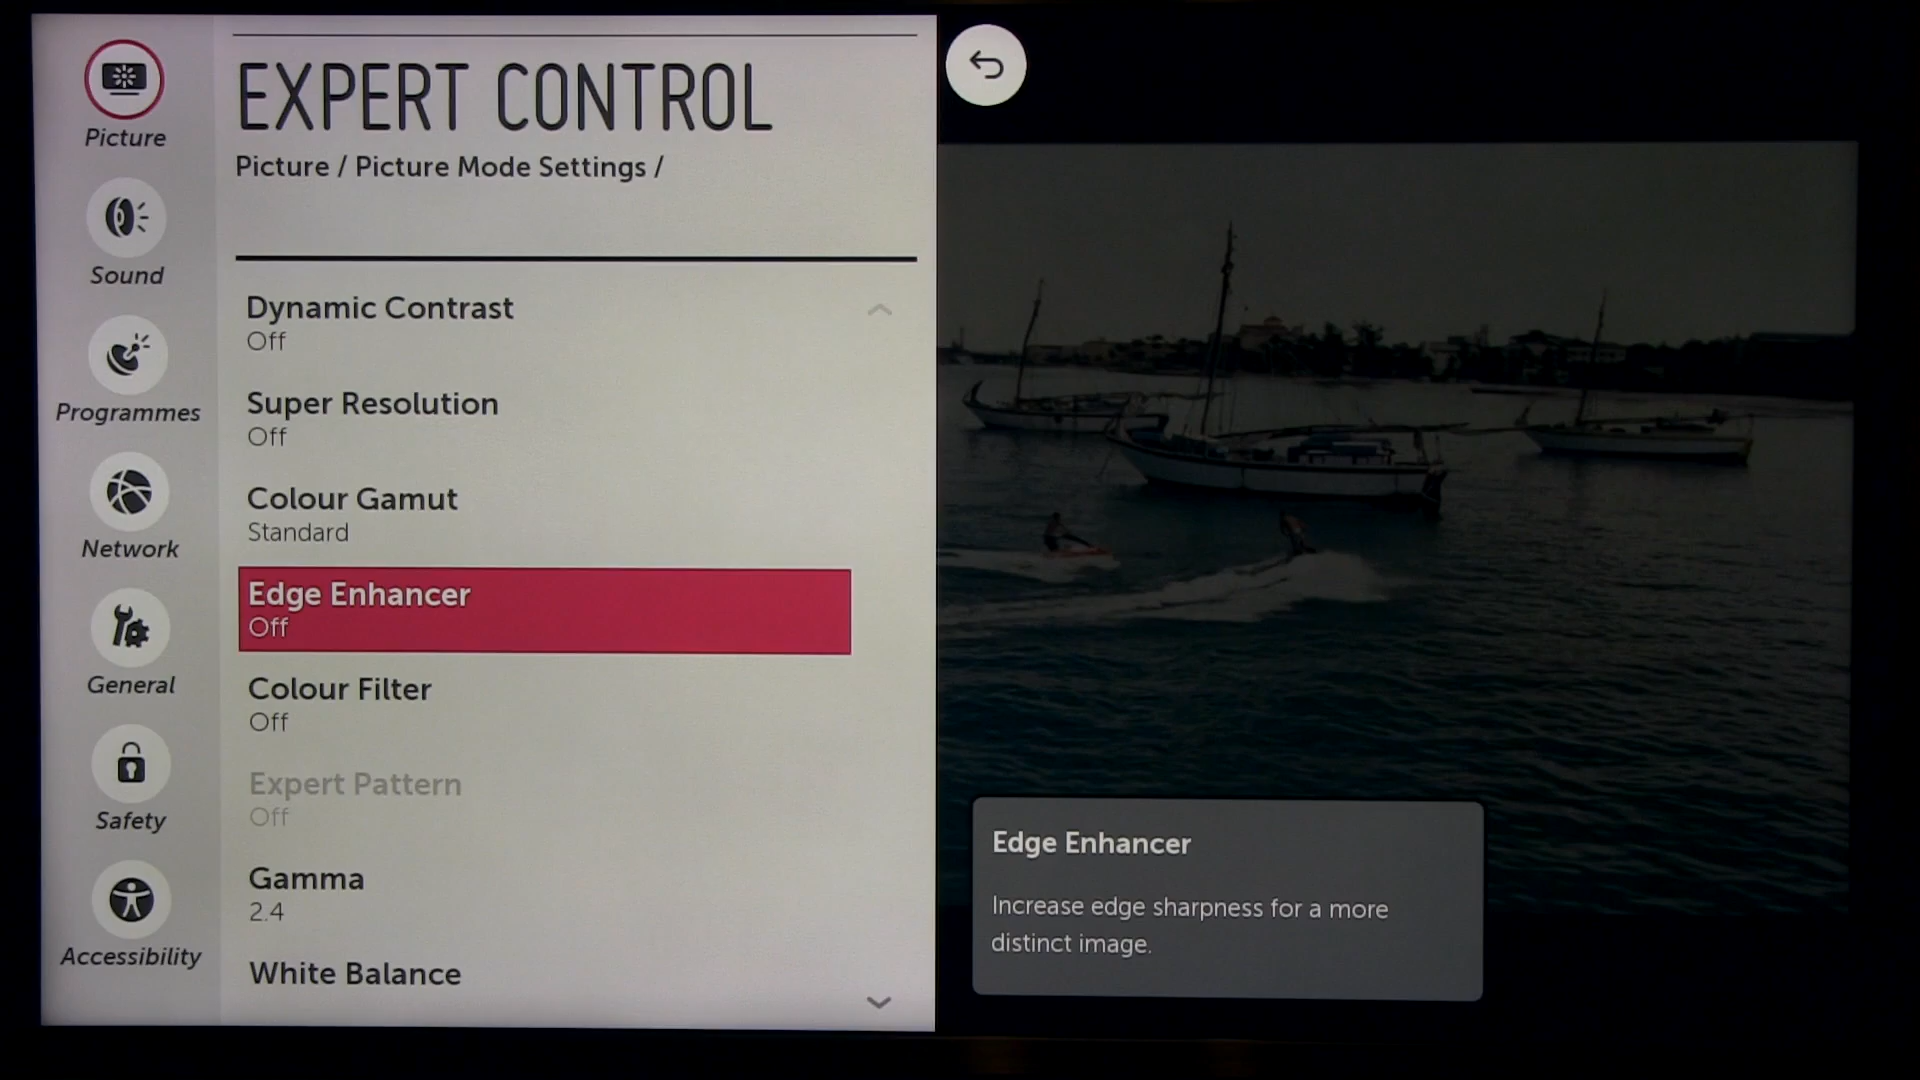 EXPERT CONTROL
Picture / Picture Mode Settings /
Picture
Sound
Programmes
Network
General
Safety
Accessibility
Dynamic Contrast
Off
Super Resolution
Off
Colour Gamut
Standard
Edge Enhancer
Off
Colour Filter
Off
Expert Pattern
Off
Gamma
2.4
White Balance
Edge Enhancer
Increase edge sharpness for a more
distinct image.